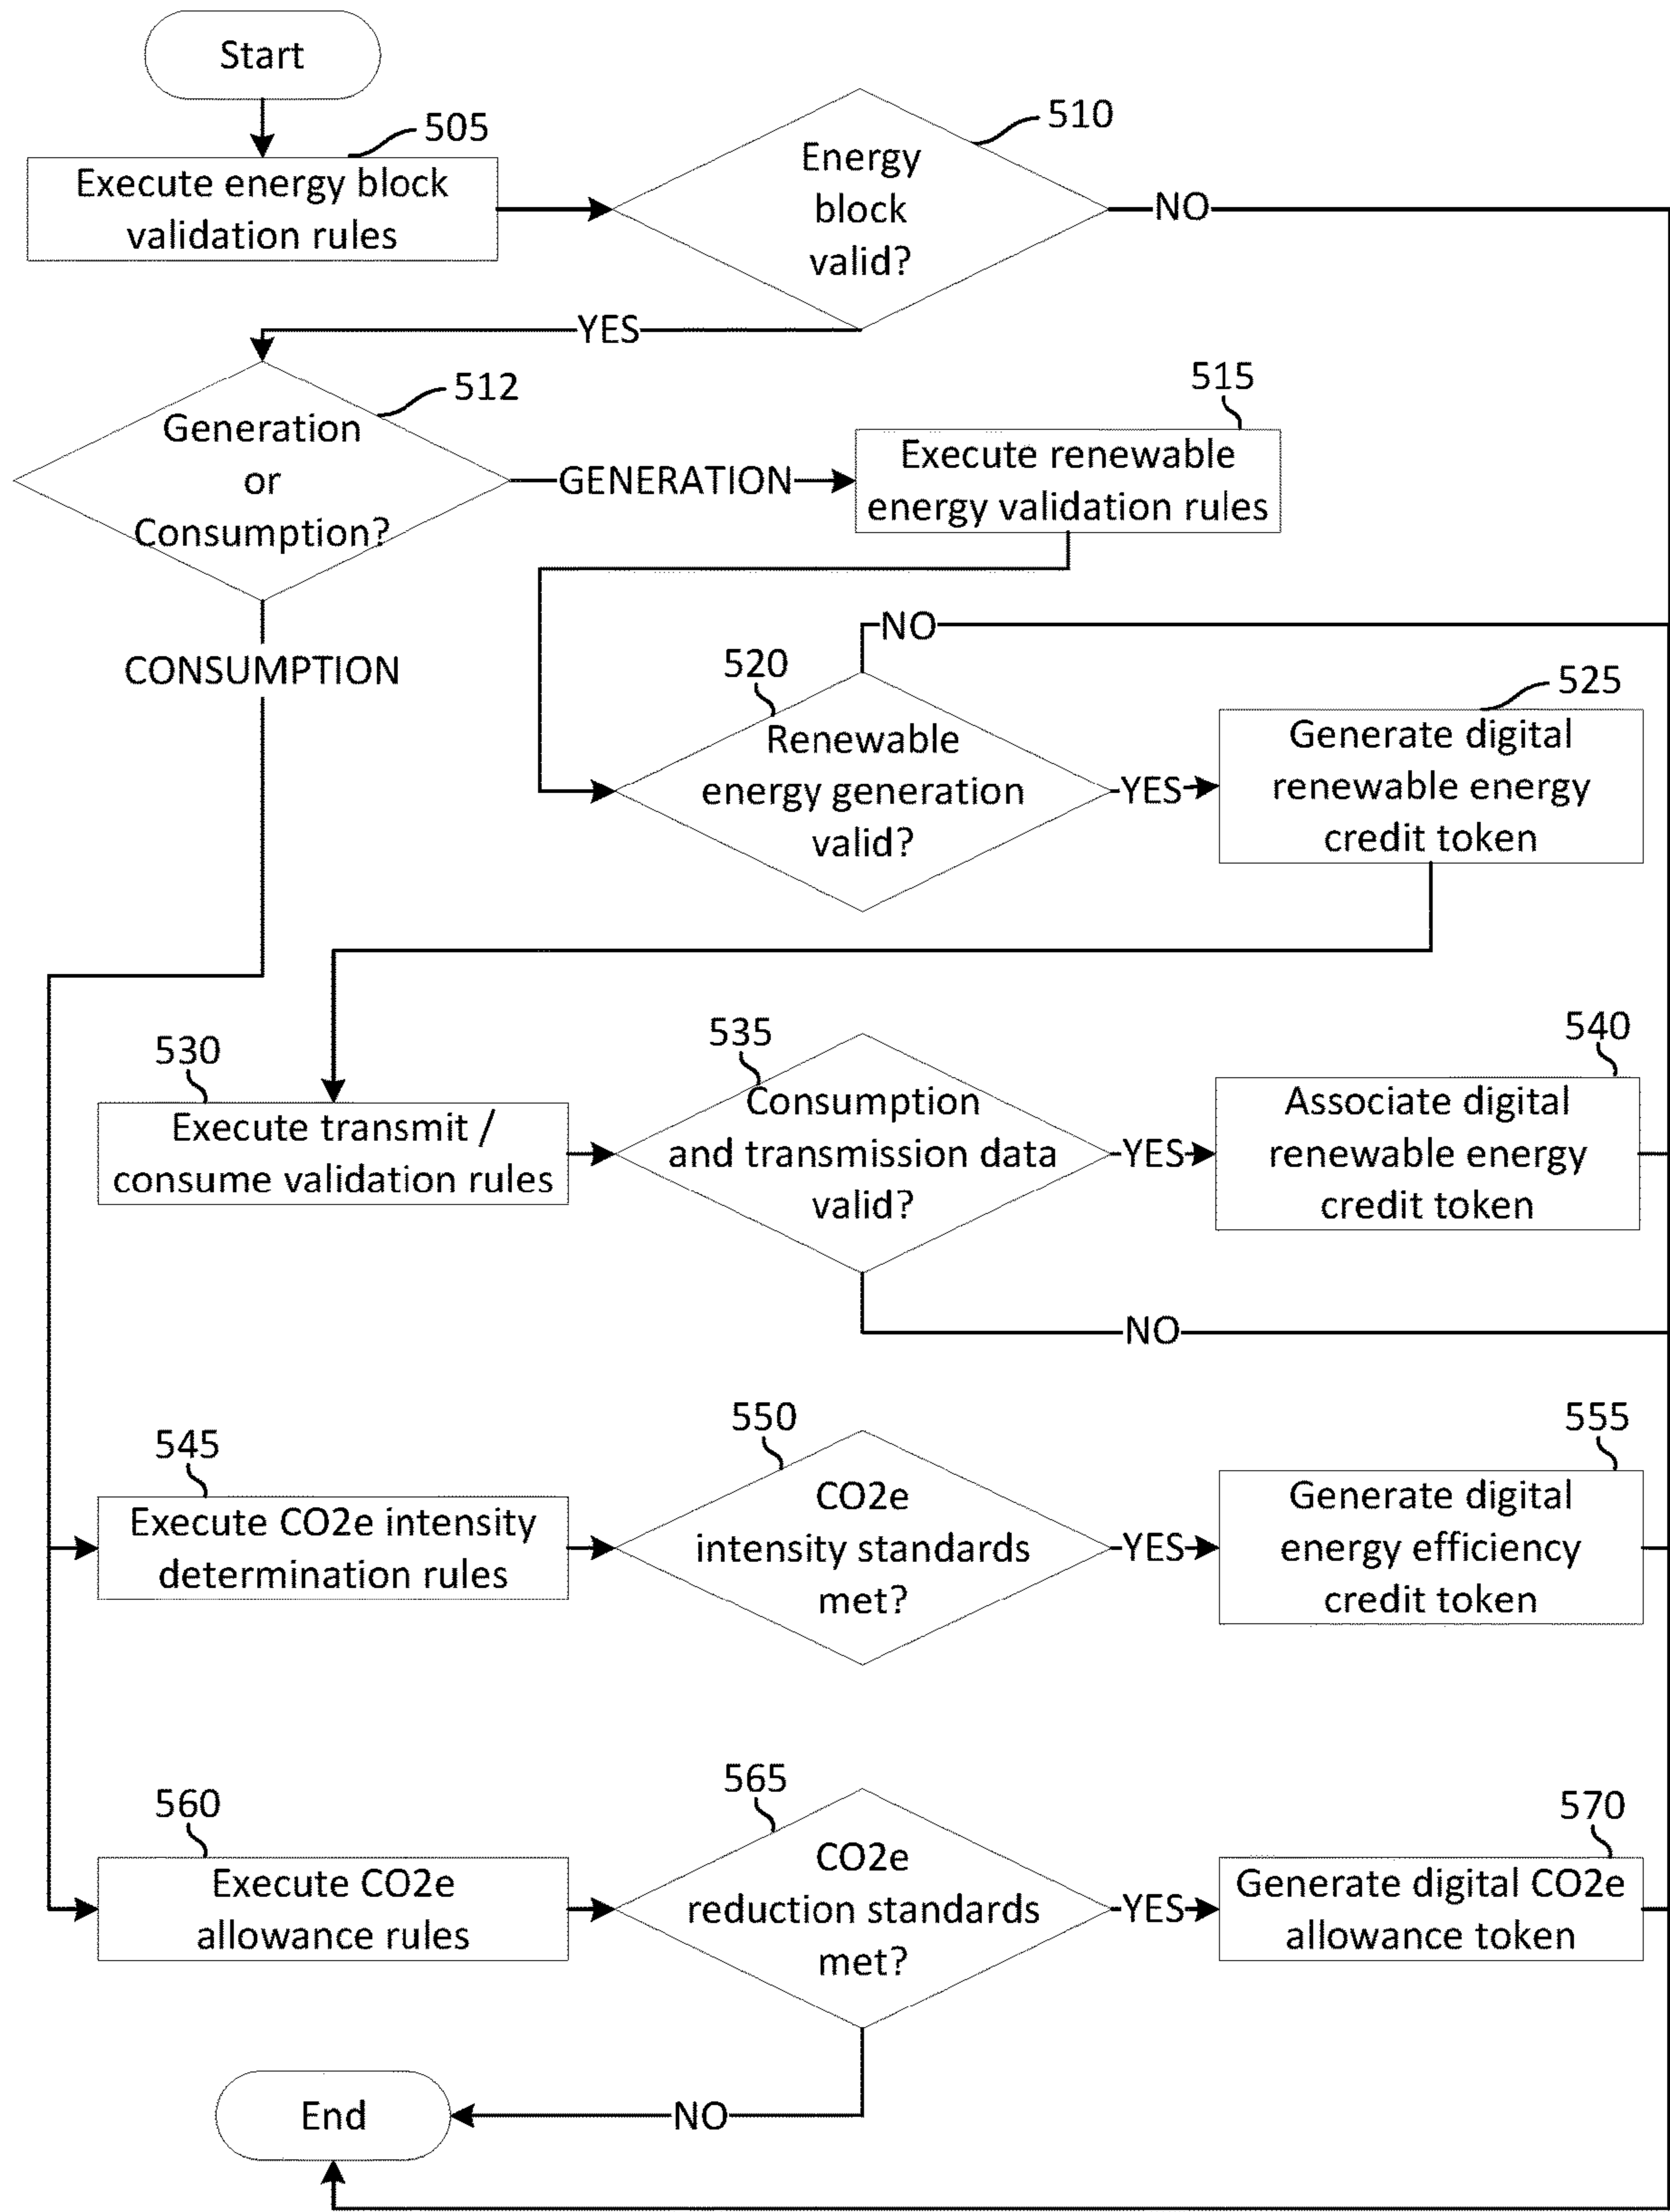 Start
505
Execute energy block
validation rules
510
Energy
block
valid?
NO
YES
512
Generation
or
Consumption?
GENERATION
515
Execute renewable
energy validation rules
CONSUMPTION
NO
520
Renewable
energy generation
valid?
YES
525
Generate digital
renewable energy
credit token
530
Execute transmit /
consume validation rules
535
Consumption
and transmission data
valid?
YES
540
Associate digital
renewable energy
credit token
NO
545
Execute CO2e intensity
determination rules
550
CO2e
intensity standards
met?
YES
555
Generate digital
energy efficiency
credit token
560
Execute CO2e
allowance rules
565
CO2e
reduction standards
met?
YES
570
Generate digital CO2e
allowance token
NO
End